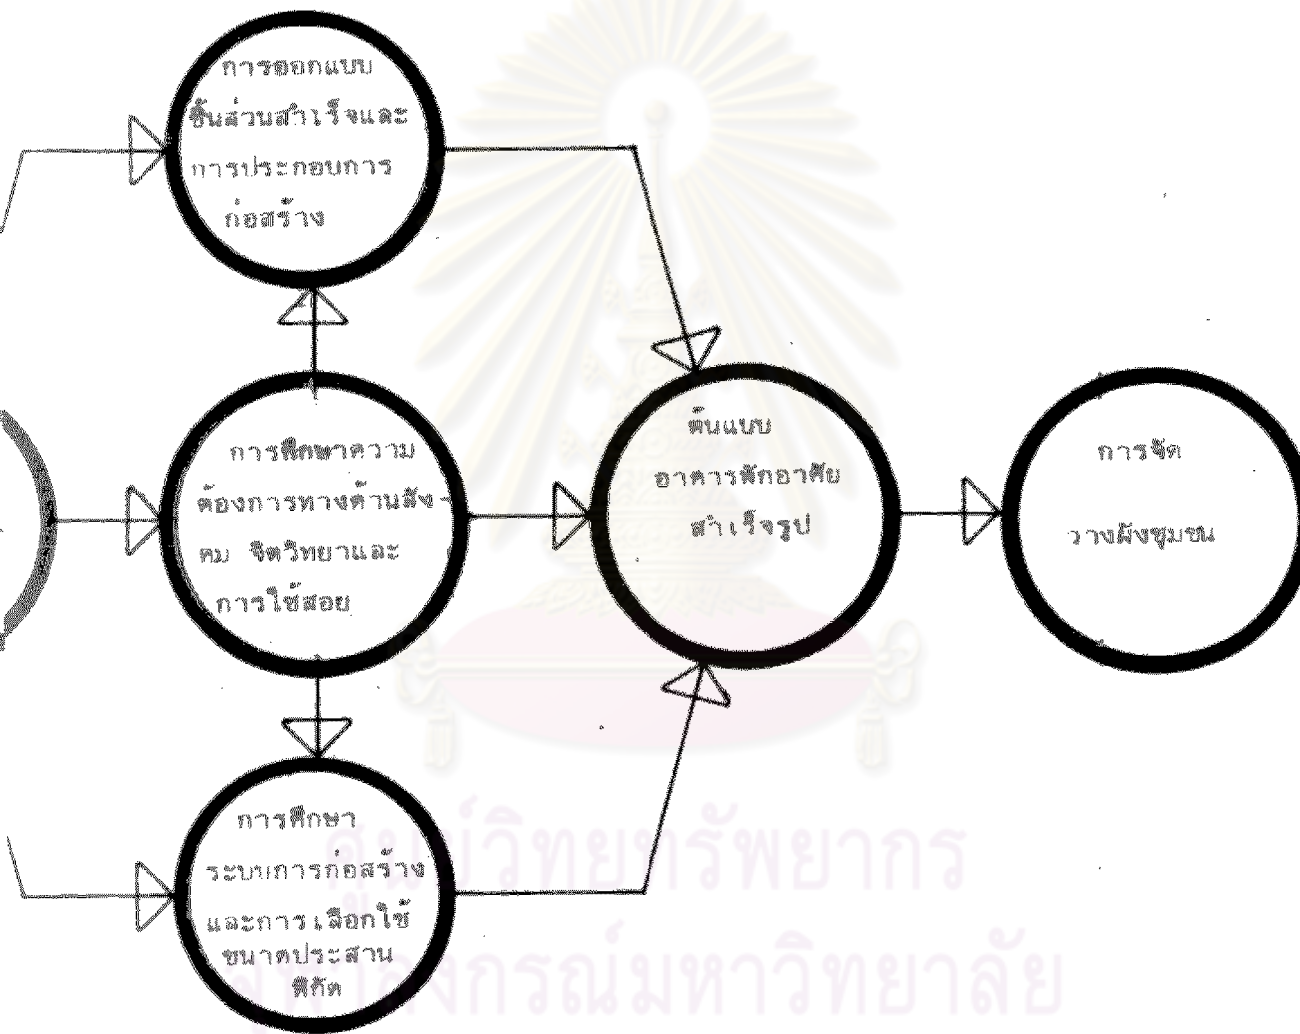 การออกแบบ
ชิ้นส่วนสำเร็จและ
การประกอบการ
ก่อสร้าง
การศึกษาความ
ต้องการทางด้านสัง-
คม จิตวิทยาและ
การใช้สอย
ต้นแบบ
อาคารพักอาศัย
สำเร็จรูป
การจัด
วางผังชุมชน
การศึกษา
ระบบการก่อสร้าง
และการเลือกใช้
ขนาดประสาน
พิกัด
ศูนย์วิทยทรัพยากร
จุฬาลงกรณ์มหาวิทยาลัย